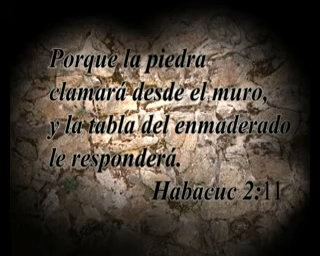 Porque la piedra
clamará desde el muro,
y la tabla del enmaderado
le responderá.
Habacuc 2:11